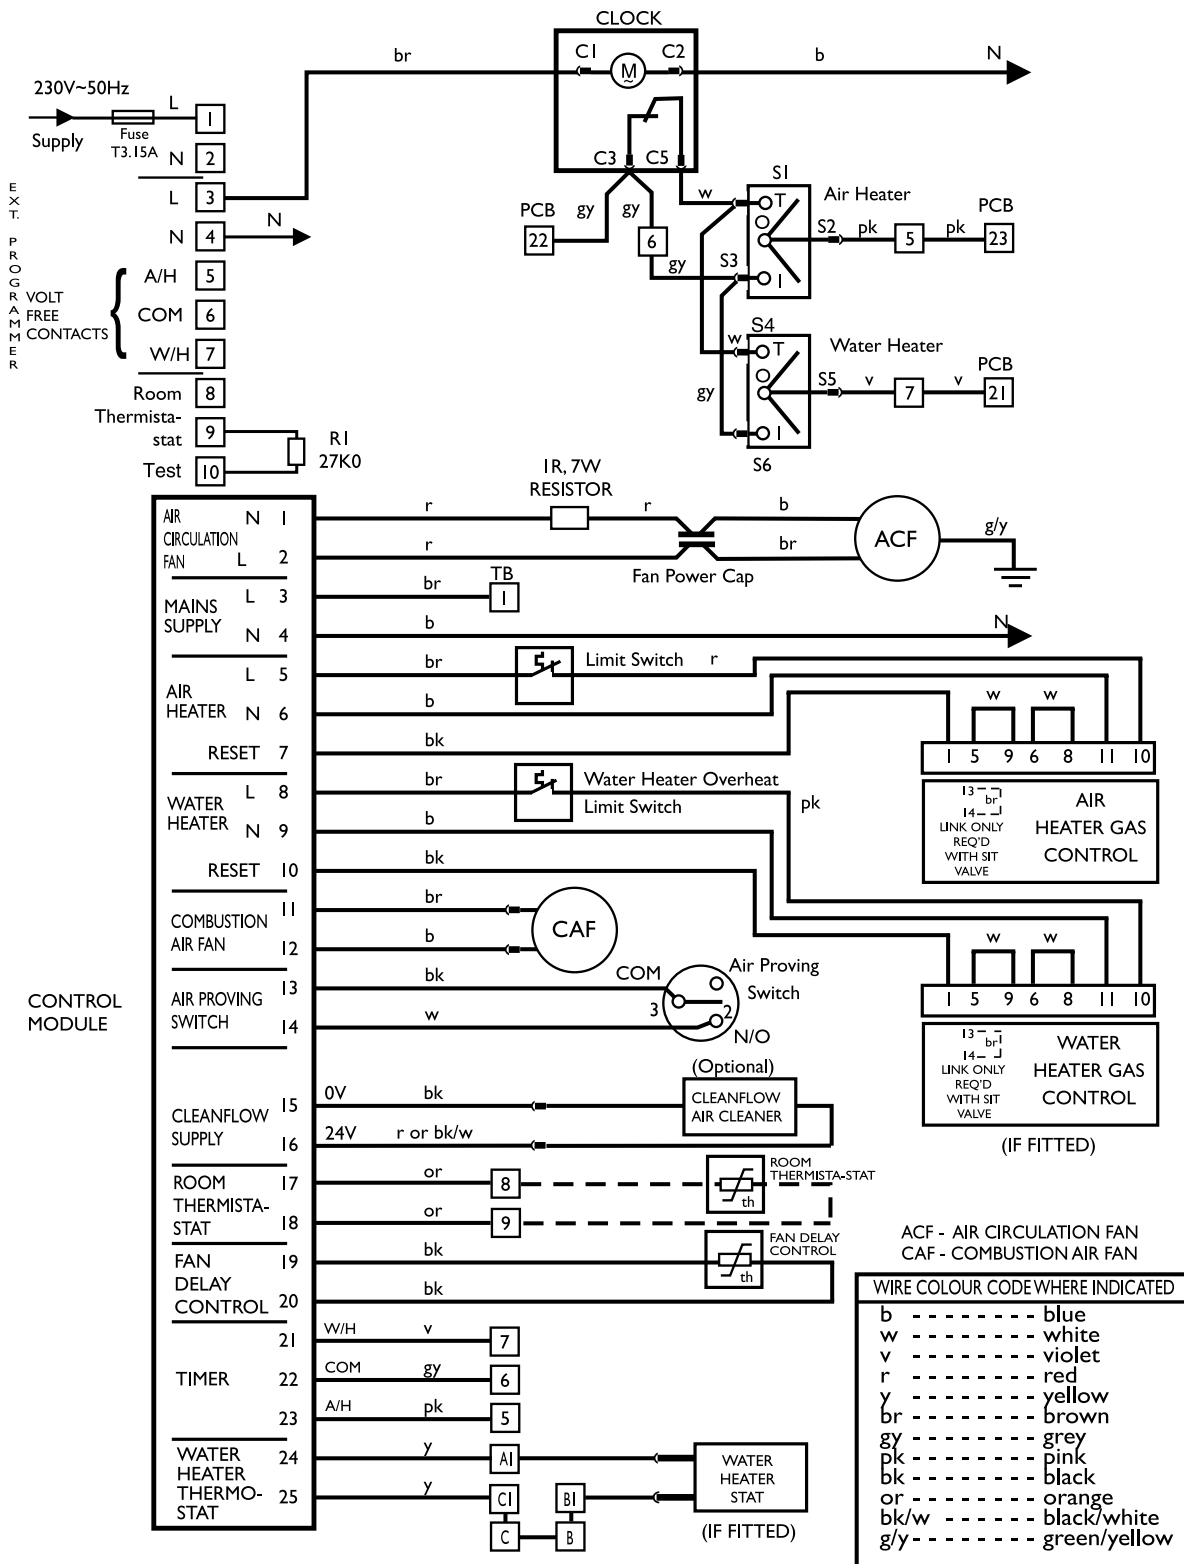 CLOCK
C1 M ~ C2
br
b
N
230V~50Hz
L
1
Supply
Fuse
T3.15A
N 2
L 3
N 4
N
EXT. PROGRAMMER
VOLT
FREE
CONTACTS
A/H 5
COM 6
W/H 7
Room 8
Thermista-
stat 9
Test 10
R1
27K0
C3 C5
PCB
22
gy gy
6
gy
w
S1
T
Air Heater
S2 pk 5 pk
PCB
23
S3
I
S4
w
T
Water Heater
S5 v 7 v
PCB
21
gy
I
S6
CONTROL
MODULE
AIR
CIRCULATION
FAN
N 1
L 2
r
1R, 7W
RESISTOR
r
b
r
br
Fan Power Cap
ACF
g/y
MAINS
SUPPLY
L 3
N 4
br
TB
1
b
N
AIR
HEATER
L 5
N 6
RESET 7
br
Limit Switch r
b
bk
w w
1 5 9 6 8 11 10
13
br
14
LINK ONLY
REQ'D
WITH SIT
VALVE
AIR
HEATER GAS
CONTROL
WATER
HEATER
L 8
N 9
RESET 10
br
Water Heater Overheat
Limit Switch
pk
b
bk
COMBUSTION
AIR FAN
11
12
br
b
CAF
w w
1 5 9 6 8 11 10
13
br
14
LINK ONLY
REQ'D
WITH SIT
VALVE
WATER
HEATER GAS
CONTROL
(IF FITTED)
AIR PROVING
SWITCH
13
14
bk
COM
Air Proving
Switch
3
2
w
N/O
(Optional)
CLEANFLOW
AIR CLEANER
CLEANFLOW
SUPPLY
15
16
0V bk
24V r or bk/w
ROOM
THERMISTA-
STAT
17
18
or 8
or 9
ROOM
THERMISTA-STAT
th
FAN
DELAY
CONTROL
19
20
bk
bk
FAN DELAY
CONTROL
th
TIMER
21
22
23
W/H v 7
COM gy 6
A/H pk 5
WATER
HEATER
THERMO-
STAT
24
25
y A1
y C1
C
B1
B
WATER
HEATER
STAT
(IF FITTED)
ACF - AIR CIRCULATION FAN
CAF - COMBUSTION AIR FAN
WIRE COLOUR CODE WHERE INDICATED
b - - - - - - - - - blue
w - - - - - - - - - white
v - - - - - - - - - violet
r - - - - - - - - - red
y - - - - - - - - - yellow
br - - - - - - - - - brown
gy - - - - - - - - - grey
pk - - - - - - - - - pink
bk - - - - - - - - - black
or - - - - - - - - - orange
bk/w - - - - - - - - black/white
g/y - - - - - - - - - green/yellow